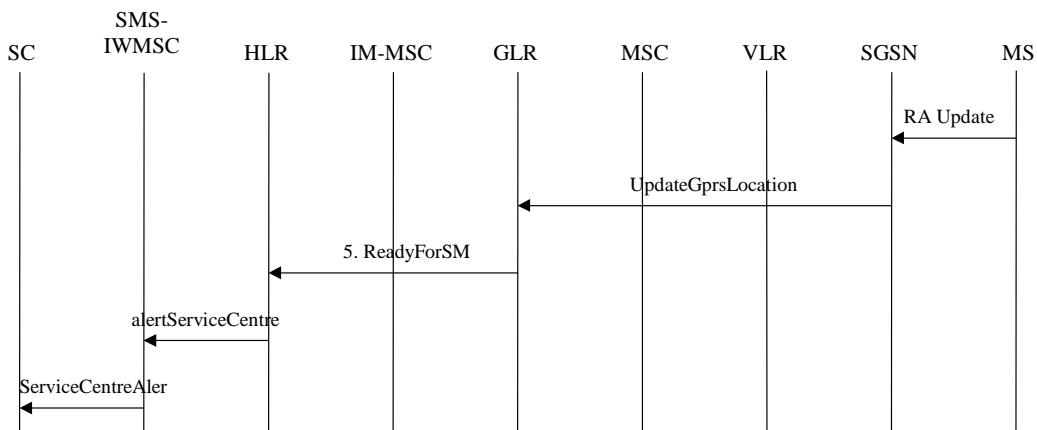 SMS-
IWMSC
SC HLR IM-MSC GLR MSC VLR SGSN MS
RA Update
UpdateGprsLocation
5. ReadyForSM
alertServiceCentre
ServiceCentreAler